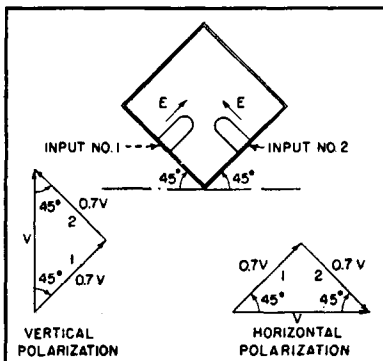 E E
INPUT NO.1 INPUT NO.2
45° 45°
45° 0.7V
2
V
1
45° 0.7V
0.7V 1 2 0.7V
45° 45°
V
VERTICAL HORIZONTAL
POLARIZATION POLARIZATION